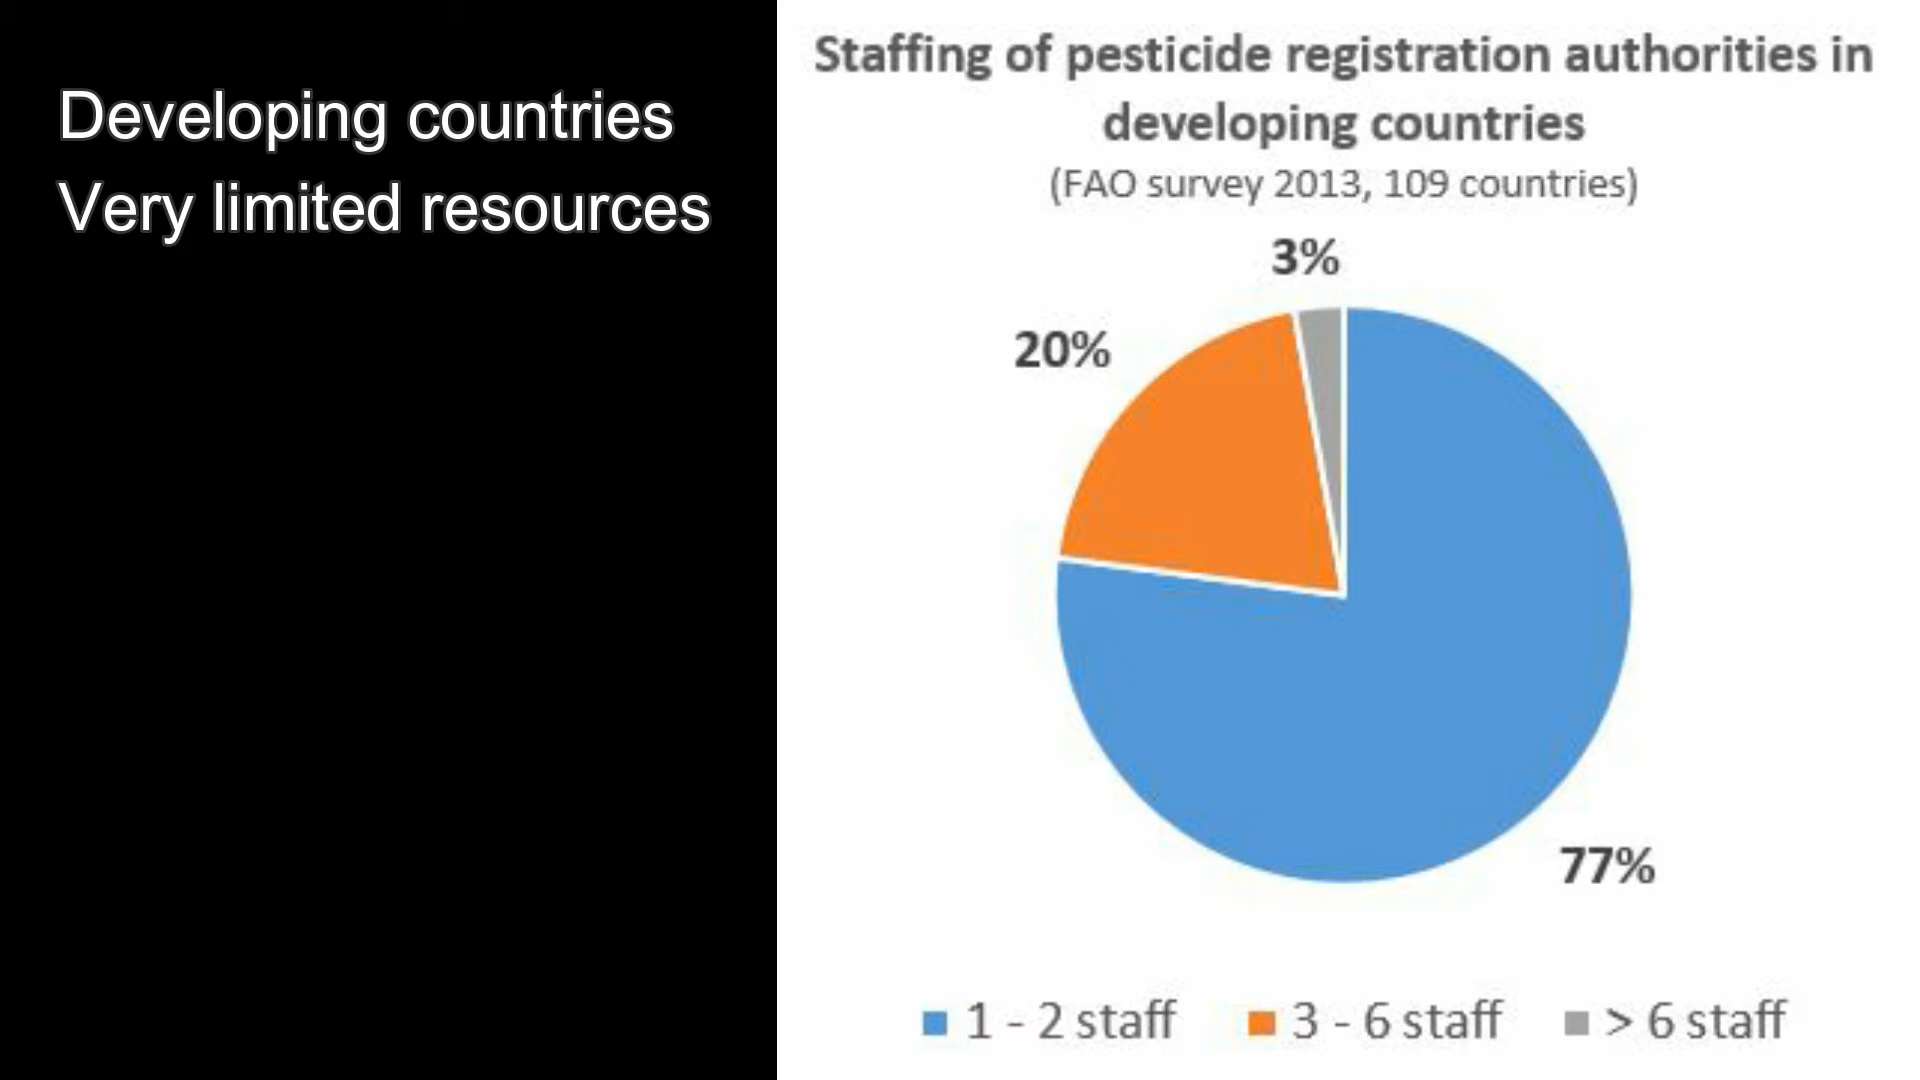 Developing countries
Very limited resources
Staffing of pesticide registration authorities in
developing countries
(FAO survey 2013, 109 countries)
3%
20%
77%
1 - 2 staff
3 - 6 staff
> 6 staff